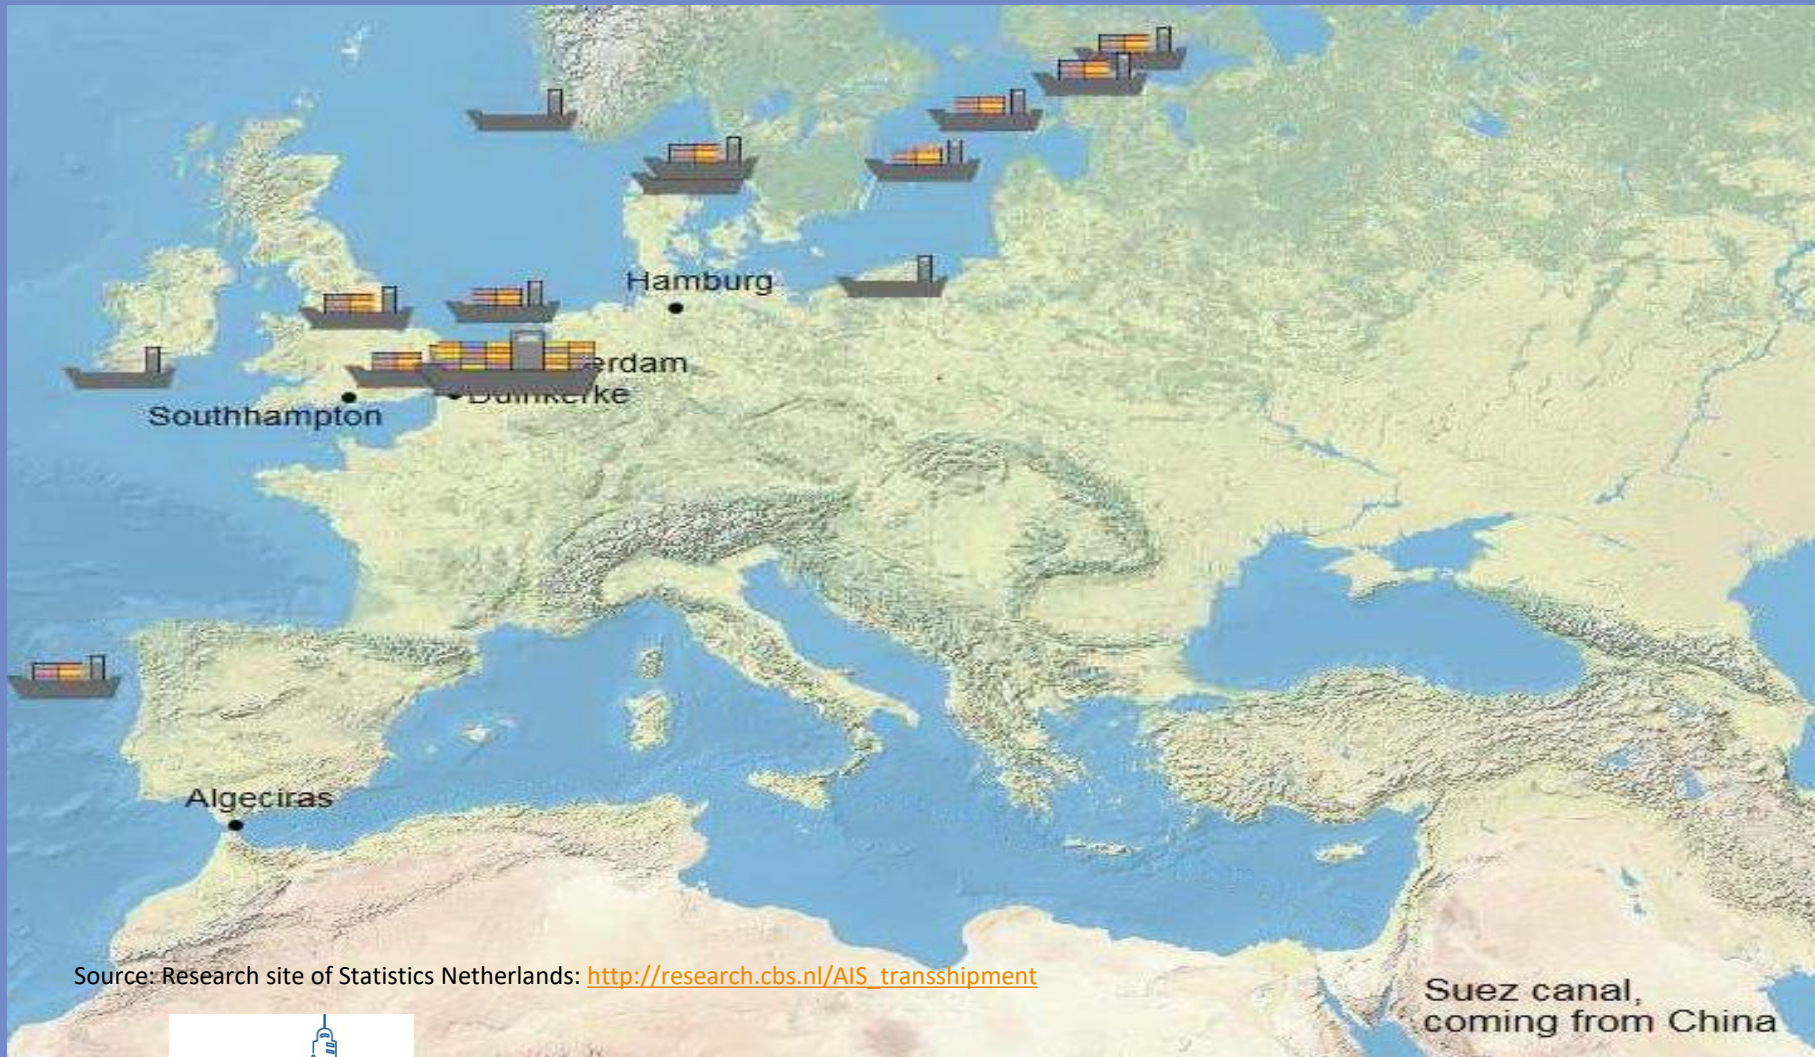 Hamburg
erdam
Duinkerke
Southhampton
Algeciras
Source: Research site of Statistics Netherlands: http://research.cbs.nl/AIS_transshipment
Suez canal,
coming from China